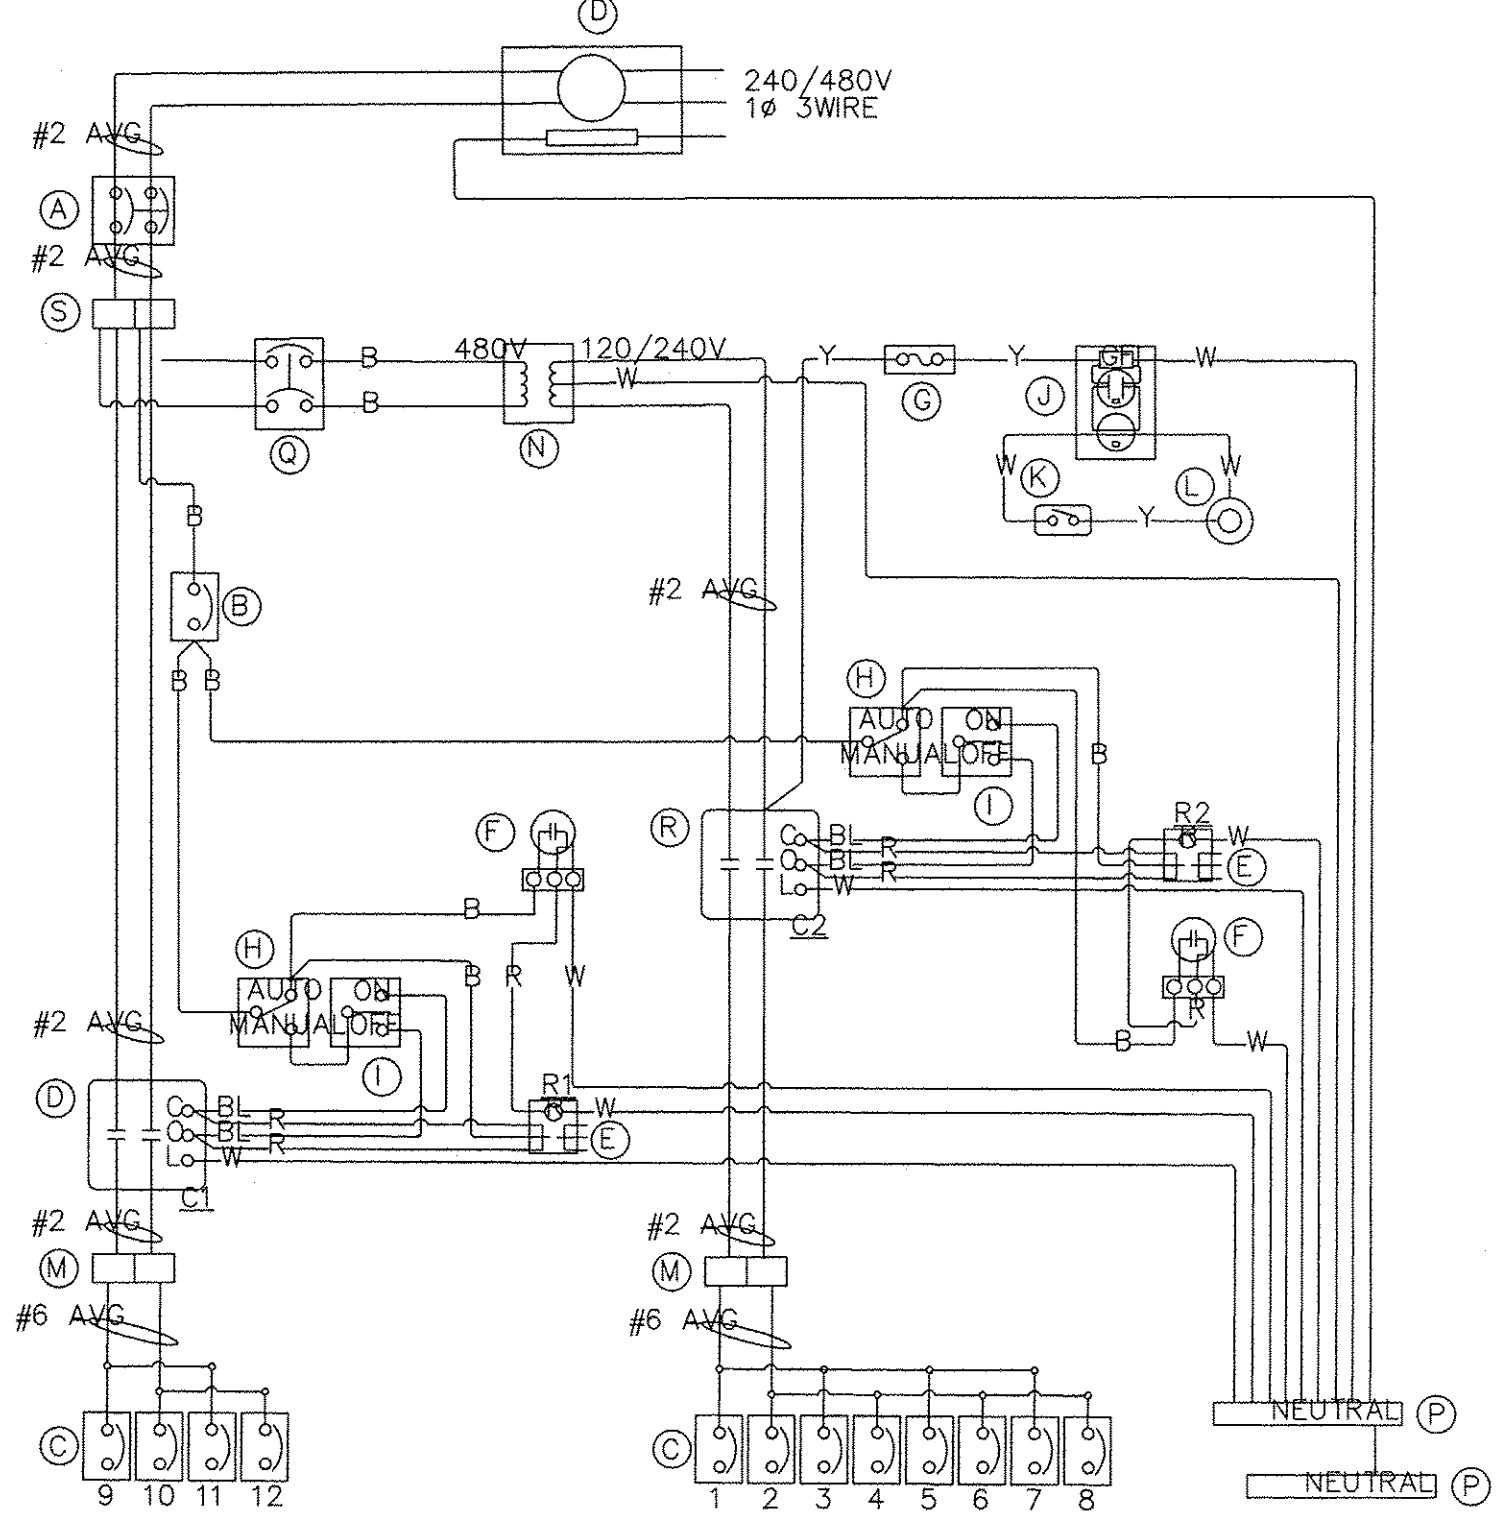 D
240/480V
1ø 3WIRE
#2 AVG
A
#2 AVG
S
480V
120/240V
B
W
Y
Y
GFI
W
J
G
B
Q
N
W
K
L
W
Y
B
B
#2 AVG
B
B
H
AUTO
ON
MANUAL
OFF
B
I
F
R
C
BL
R
O
BL
R
L
W
C2
R2
R
W
E
B
H
B
R
W
F
R
AUTO
ON
MANUAL
OFF
#2 AVG
B
W
I
D
R1
R
W
C
BL
R
O
BL
R
L
W
E
C1
#2 AVG
#2 AVG
M
M
#6 AVG
#6 AVG
NEUTRAL
P
C
C
NEUTRAL
P
9
10
11
12
1
2
3
4
5
6
7
8